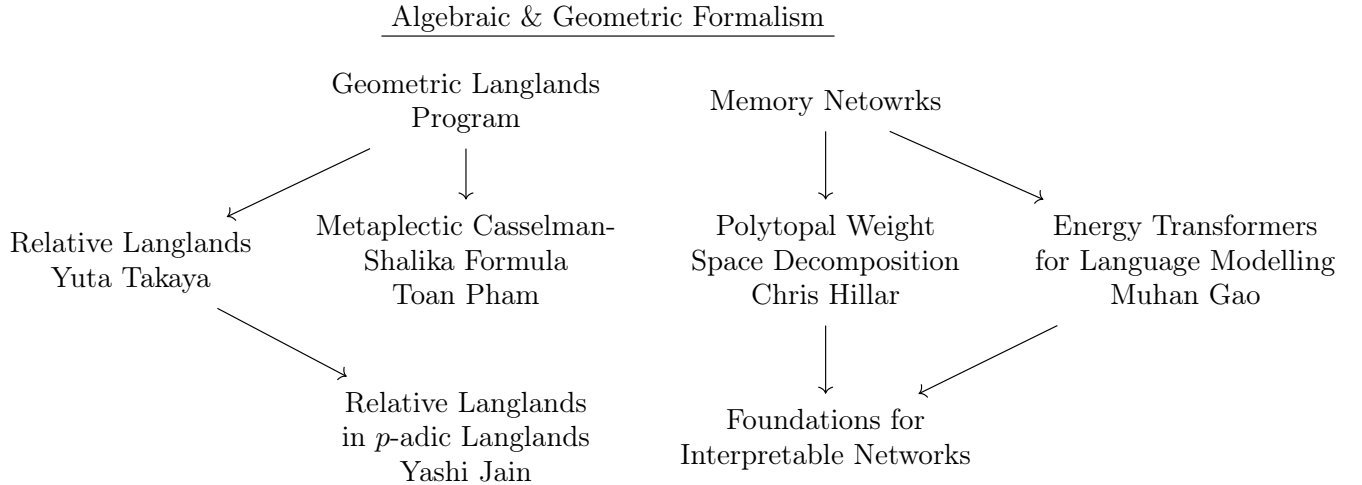 Algebraic & Geometric Formalism
Geometric Langlands
Program
Memory Netowrks
Relative Langlands
Yuta Takaya
Metaplectic Casselman-
Shalika Formula
Toan Pham
Polytopal Weight
Space Decomposition
Chris Hillar
Energy Transformers
for Language Modelling
Muhan Gao
Relative Langlands
in p-adic Langlands
Yashi Jain
Foundations for
Interpretable Networks